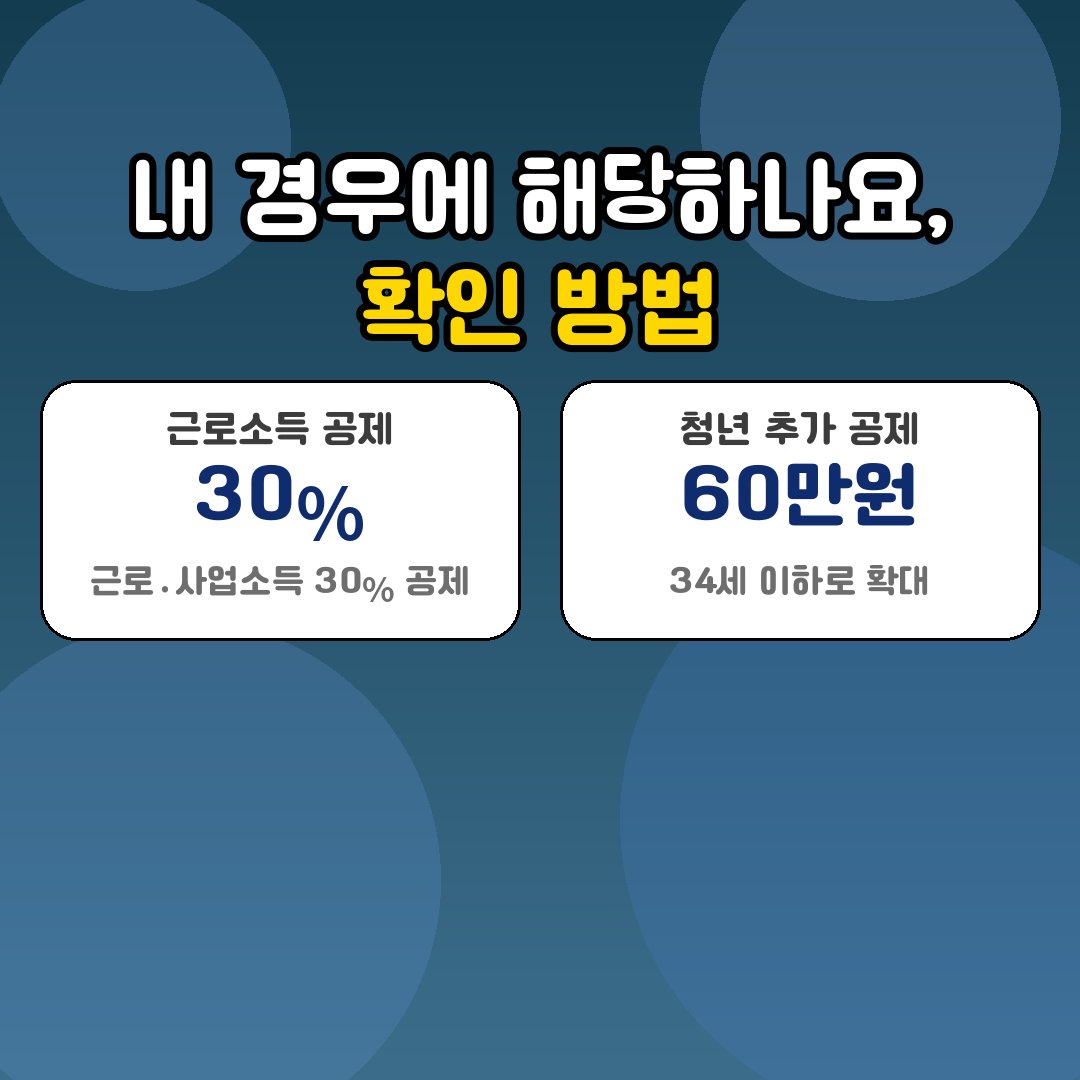 내 경우에 해당하나요,
확인 방법
근로소득 공제
30%
근로.사업소득 30% 공제
청년 추가 공제
60만원
34세 이하로 확대